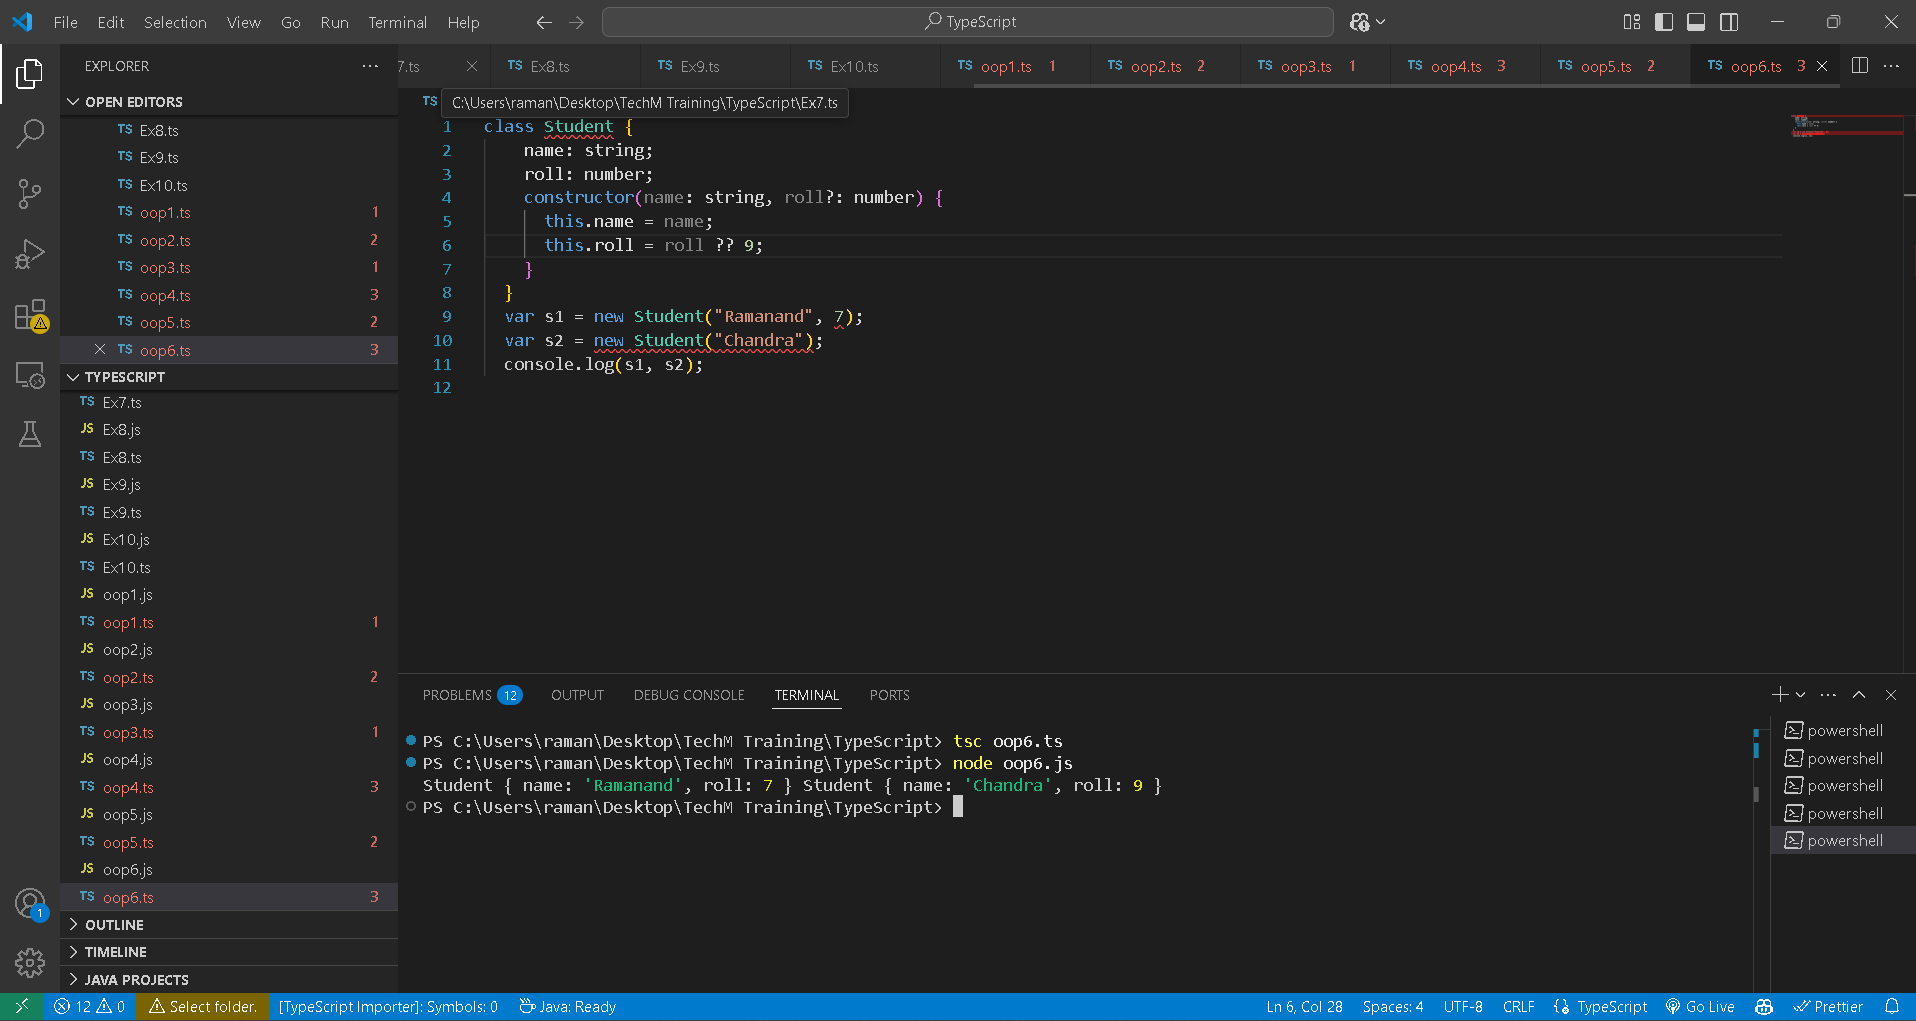 File Edit Selection View Go Run Terminal Help
TypeScript
EXPLORER
7.ts
TS Ex8.ts
TS Ex9.ts
TS Ex10.ts
TS oop1.ts 1
TS oop2.ts 2
TS oop3.ts 1
TS oop4.ts 3
TS oop5.ts 2
TS oop6.ts 3
OPEN EDITORS
TS Ex8.ts
TS Ex9.ts
TS Ex10.ts
TS oop1.ts 1
TS oop2.ts 2
TS oop3.ts 1
TS oop4.ts 3
TS oop5.ts 2
TS oop6.ts 3
TYPESCRIPT
TS Ex7.ts
JS Ex8.js
TS Ex8.ts
JS Ex9.js
TS Ex9.ts
JS Ex10.js
TS Ex10.ts
JS oop1.js
TS oop1.ts 1
JS oop2.js
TS oop2.ts 2
JS oop3.js
TS oop3.ts 1
JS oop4.js
TS oop4.ts 3
JS oop5.js
TS oop5.ts 2
JS oop6.js
TS oop6.ts 3
OUTLINE
TIMELINE
JAVA PROJECTS
TS
C:\Users\raman\Desktop\TechM Training\TypeScript\Ex7.ts
1 class Student {
2 name: string;
3 roll: number;
4 constructor(name: string, roll?: number) {
5 this.name = name;
6 this.roll = roll ?? 9;
7 }
8 }
9 var s1 = new Student("Ramanand", 7);
10 var s2 = new Student("Chandra");
11 console.log(s1, s2);
12
PROBLEMS 12 OUTPUT DEBUG CONSOLE TERMINAL PORTS
PS C:\Users\raman\Desktop\TechM Training\TypeScript> tsc oop6.ts
PS C:\Users\raman\Desktop\TechM Training\TypeScript> node oop6.js
Student { name: 'Ramanand', roll: 7 } Student { name: 'Chandra', roll: 9 }
PS C:\Users\raman\Desktop\TechM Training\TypeScript>
powershell
powershell
powershell
powershell
powershell
1
12 0 Select folder. [TypeScript Importer]: Symbols: 0 Java: Ready Ln 6, Col 28 Spaces: 4 UTF-8 CRLF TypeScript Go Live Prettier